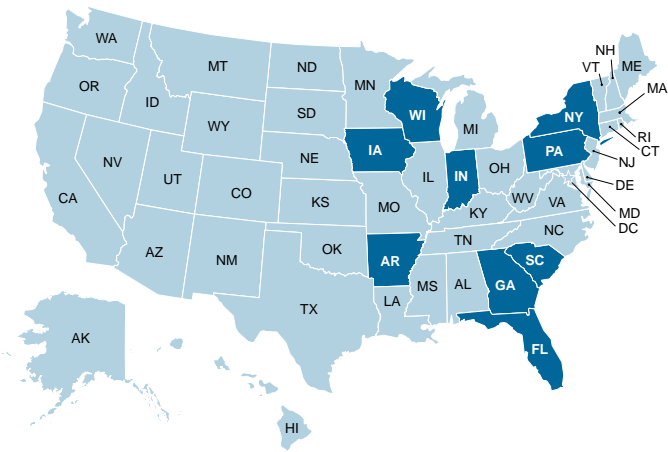 WA
NH
VT
ME
MT
ND
MN
OR
MA
ID
SD
WI
NY
WY
MI
RI
IA
PA
CT
NE
NV
OH
NJ
IL
IN
UT
DE
CO
CA
WV
KS
VA
MO
KY
MD
DC
NC
TN
OK
AZ
NM
AR
SC
MS
AL
GA
LA
TX
AK
FL
HI